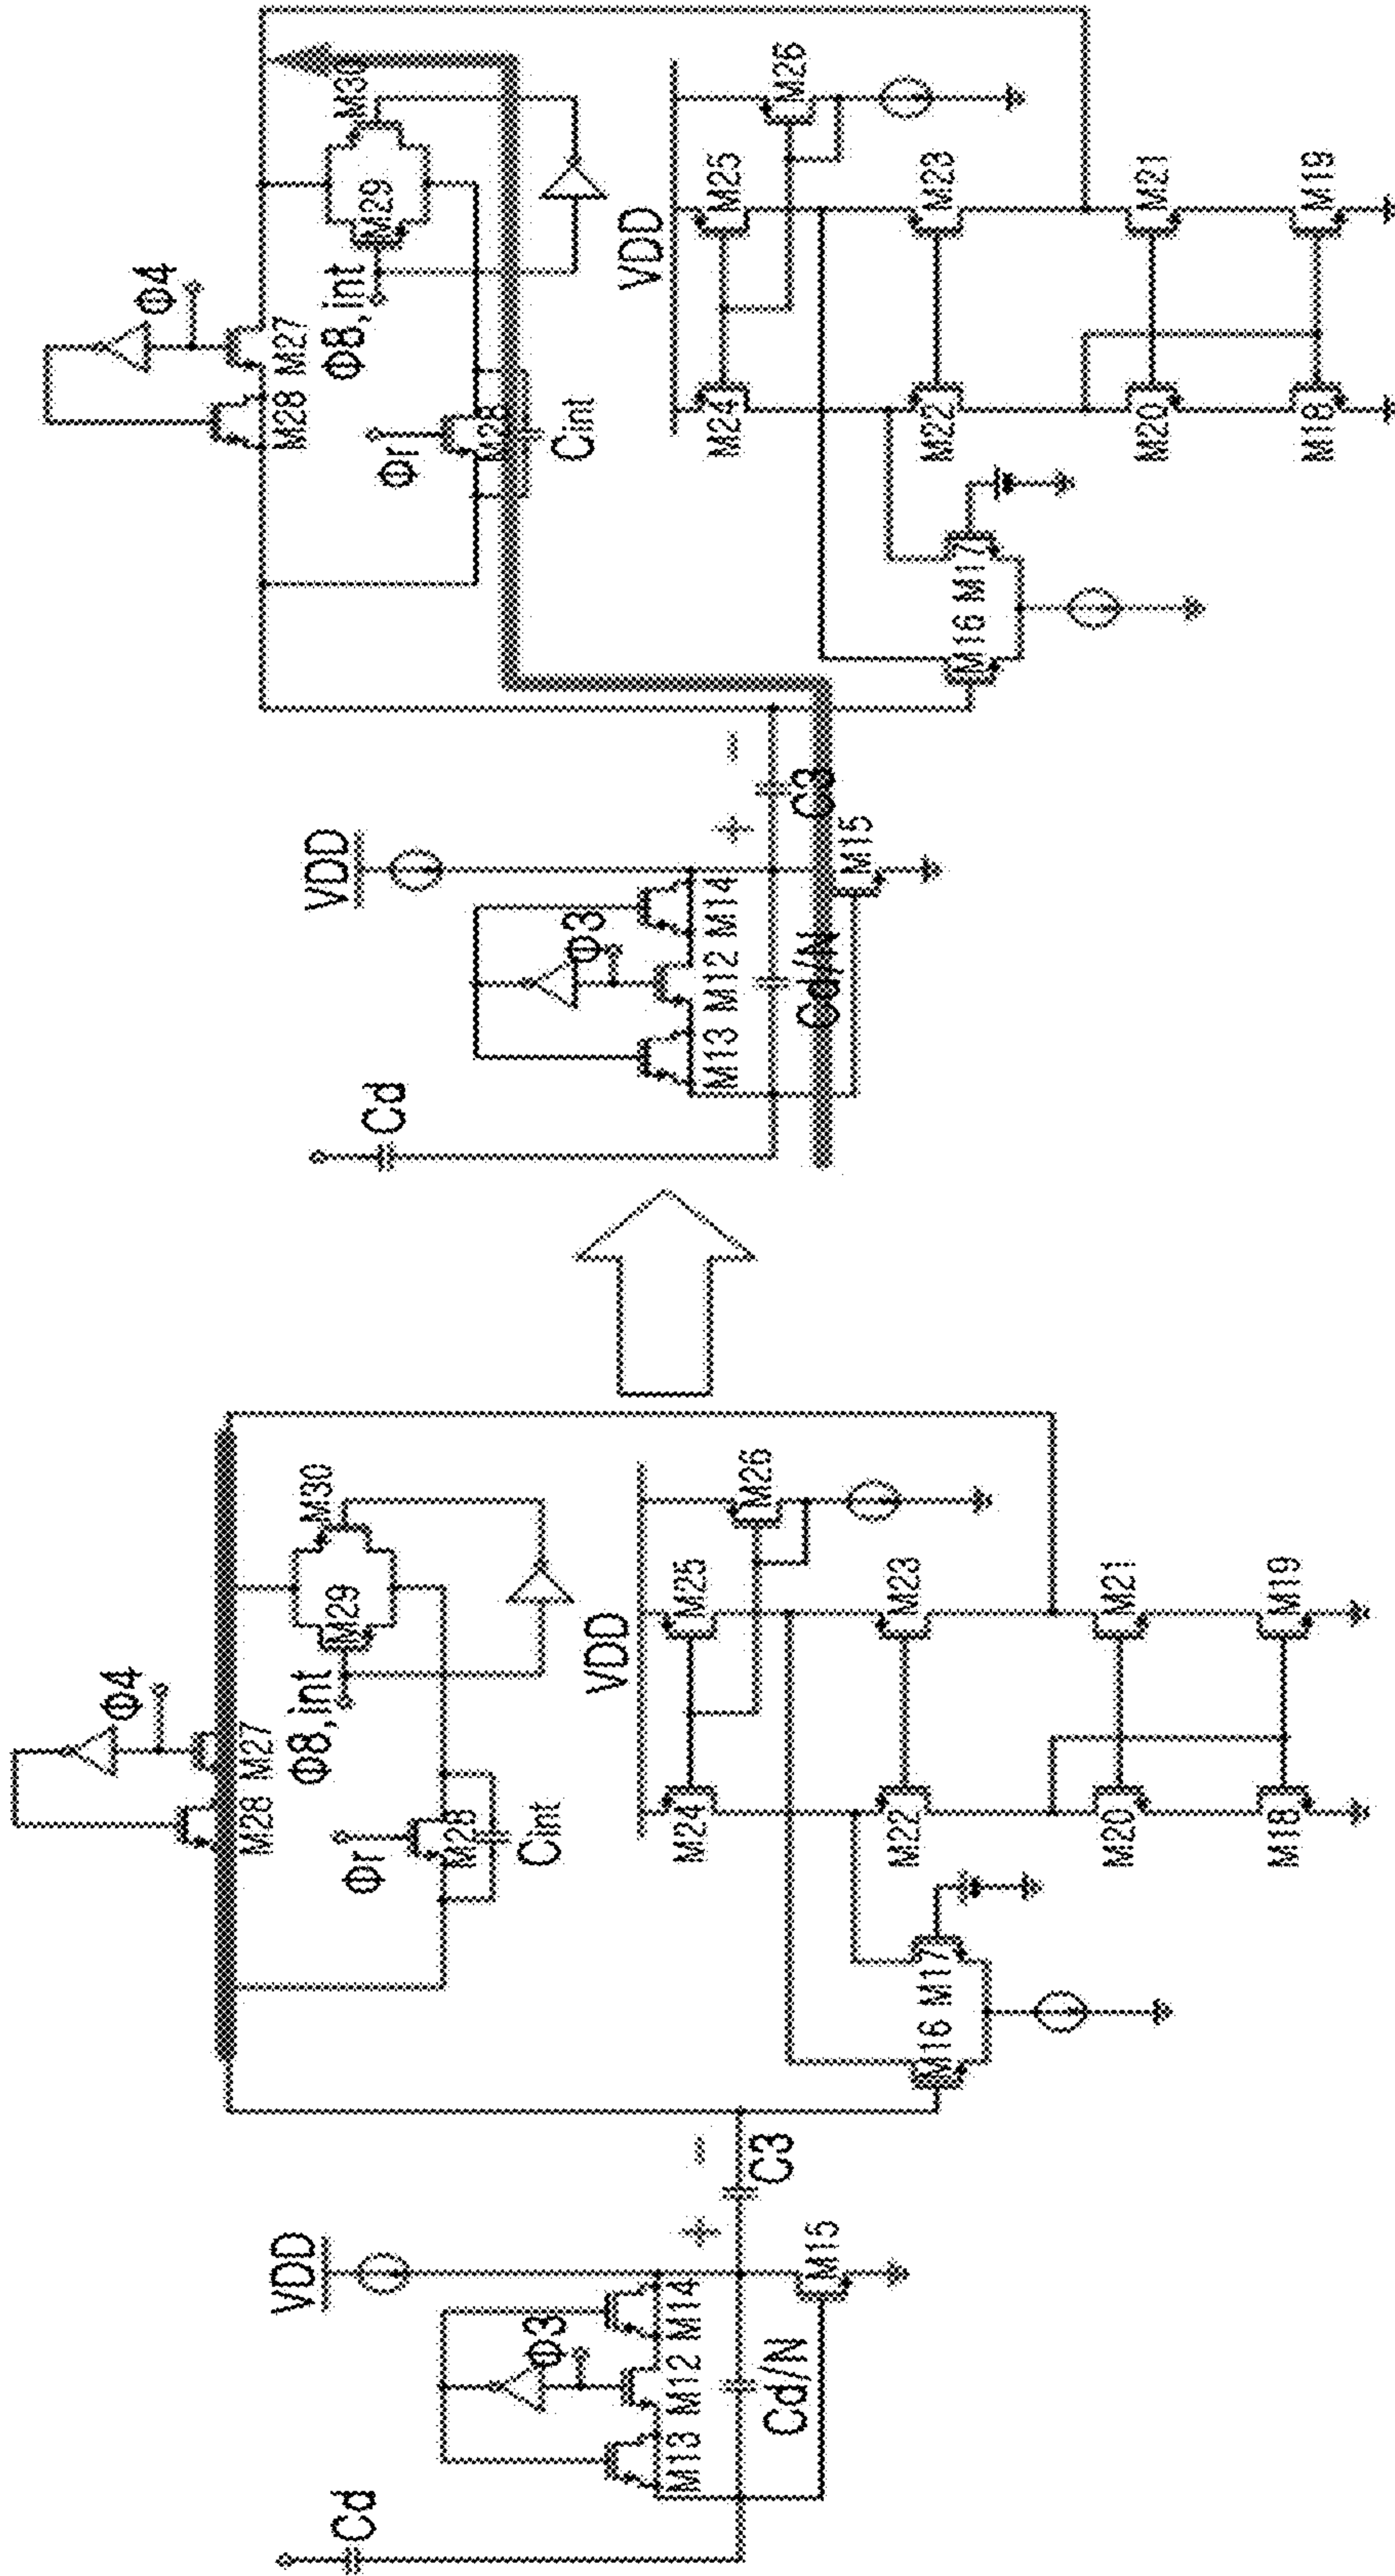 Φ4
M28 M27
VDD
Φ8,int
M30
M29
Cd
Φr
M28
Cint
Φ3
VDD
M13 M12 M14
+ −
M24 M25
M26
Cd/N
C3
M15
M22 M23
M16 M17
M20 M21
M18 M19
Φ4
M28 M27
VDD
Φ8,int
M30
M29
Cd
Φr
M28
Cint
Φ3
VDD
M13 M12 M14
+ −
M24 M25
M26
Cd/N
C3
M15
M22 M23
M16 M17
M20 M21
M18 M19